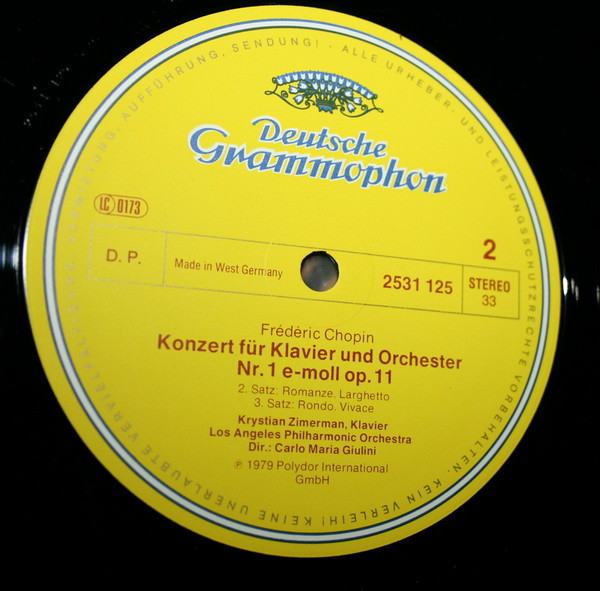 Deutsche
Grammophon
LC 0173
2
D. P.
Made in West Germany
2531 125
STEREO
33
Frédéric Chopin
Konzert für Klavier und Orchester
Nr. 1 e-moll op. 11
2. Satz: Romanze. Larghetto
3. Satz: Rondo. Vivace
Krystian Zimerman, Klavier
Los Angeles Philharmonic Orchestra
Dir.: Carlo Maria Giulini
℗ 1979 Polydor International
GmbH
ALLE URHEBER- UND LEISTUNGSSCHUTZRECHTE VORBEHALTEN. KEIN VERLEIH! KEINE UNERLAUBTE VERVIELFÄLTIGUNG, VERMIETUNG, AUFFÜHRUNG, SENDUNG! ·